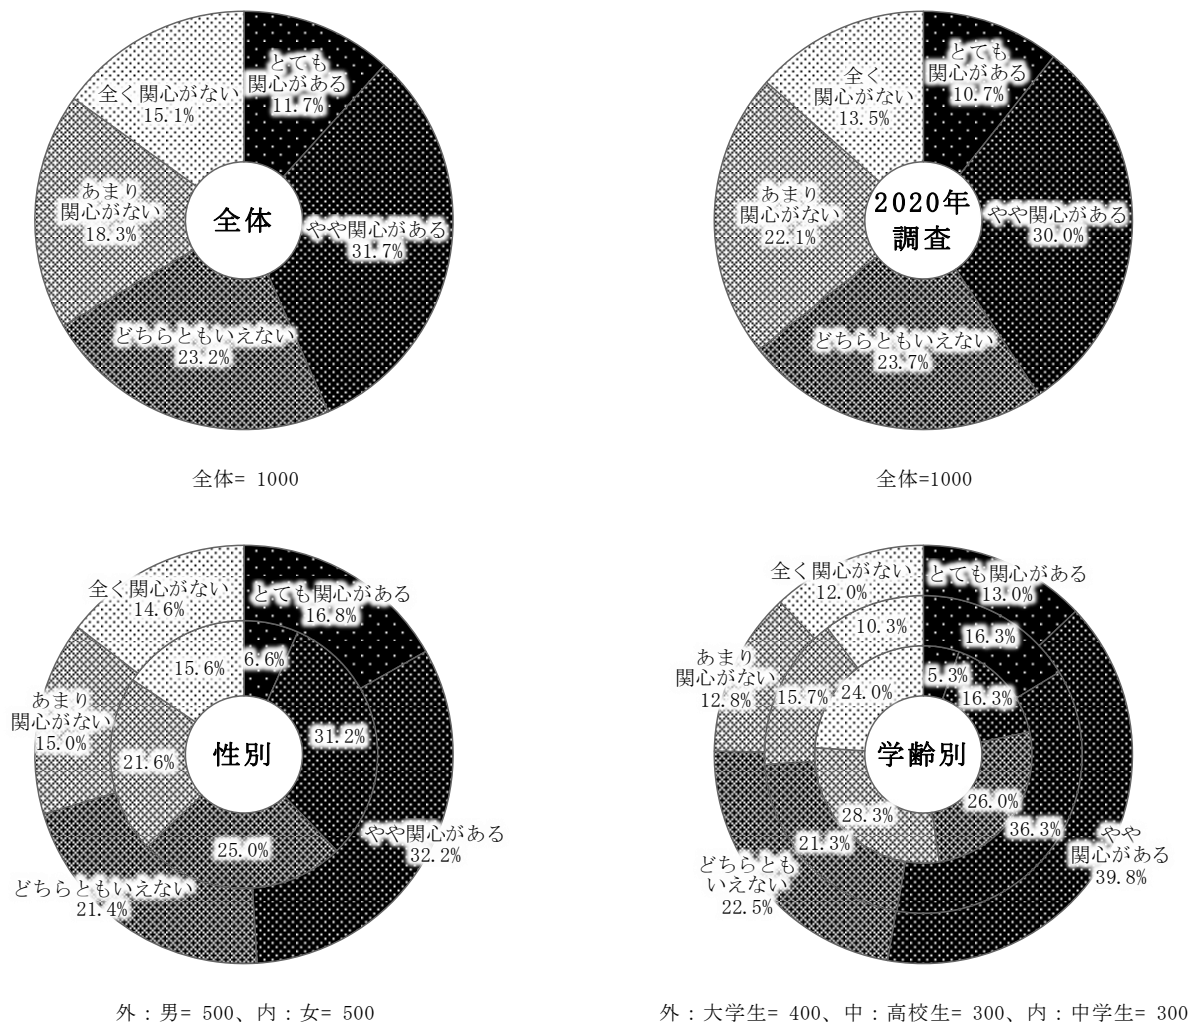 とても
関心がある
11.7%
やや関心がある
31.7%
どちらともいえない
23.2%
あまり
関心がない
18.3%
全く関心がない
15.1%
全体
全体= 1000
とても
関心がある
10.7%
やや関心がある
30.0%
どちらともいえない
23.7%
あまり
関心がない
22.1%
全く
関心がない
13.5%
2020年
調査
全体=1000
とても関心がある
16.8%
やや関心がある
32.2%
どちらともいえない
21.4%
あまり
関心がない
15.0%
全く関心がない
14.6%
6.6%
31.2%
25.0%
21.6%
15.6%
性別
外：男= 500、内：女= 500
とても関心がある
13.0%
やや
関心がある
39.8%
どちらとも
いえない
22.5%
あまり
関心がない
12.8%
全く関心がない
12.0%
16.3%
36.3%
21.3%
15.7%
10.3%
5.3%
16.3%
26.0%
28.3%
24.0%
学齢別
外：大学生= 400、中：高校生= 300、内：中学生= 300